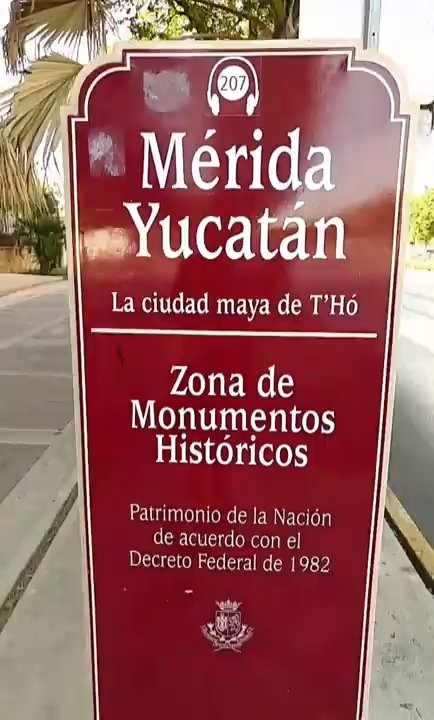 207
Mérida
Yucatán
La ciudad maya de T'Hó
Zona de
Monumentos
Históricos
Patrimonio de la Nación
de acuerdo con el
Decreto Federal de 1982